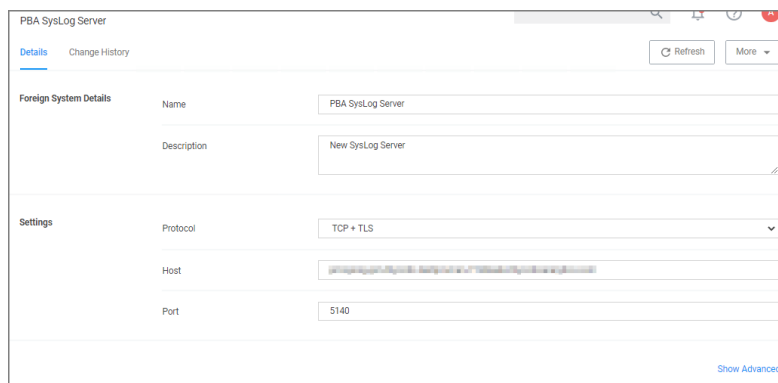 PBA SysLog Server
A
Details Change History Refresh More
Foreign System Details Name PBA SysLog Server
Description New SysLog Server
Settings Protocol TCP + TLS
Host
Port 5140
Show Advanced